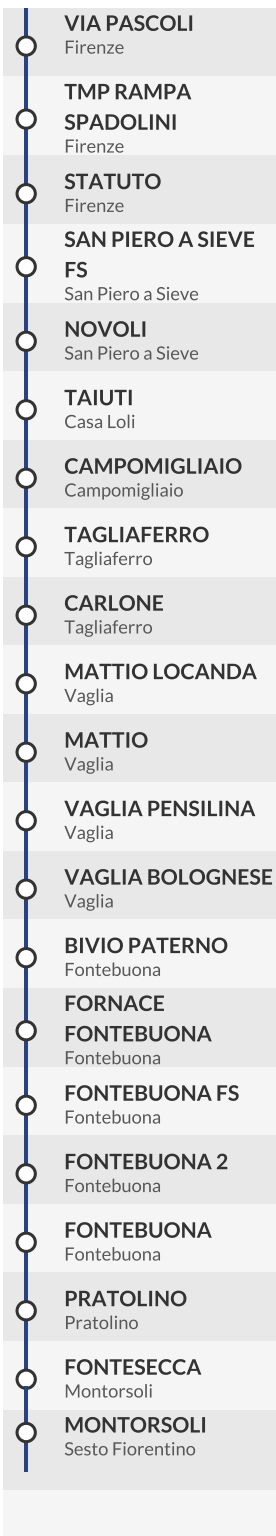 VIA PASCOLI
Firenze
TMP RAMPA
SPADOLINI
Firenze
STATUTO
Firenze
SAN PIERO A SIEVE
FS
San Piero a Sieve
NOVOLI
San Piero a Sieve
TAIUTI
Casa Loli
CAMPOMIGLIAIO
Campomigliaio
TAGLIAFERRO
Tagliaferro
CARLONE
Tagliaferro
MATTIO LOCANDA
Vaglia
MATTIO
Vaglia
VAGLIA PENSILINA
Vaglia
VAGLIA BOLOGNESE
Vaglia
BIVIO PATERNO
Fontebuona
FORNACE
FONTEBUONA
Fontebuona
FONTEBUONA FS
Fontebuona
FONTEBUONA 2
Fontebuona
FONTEBUONA
Fontebuona
PRATOLINO
Pratolino
FONTESECCA
Montorsoli
MONTORSOLI
Sesto Fiorentino